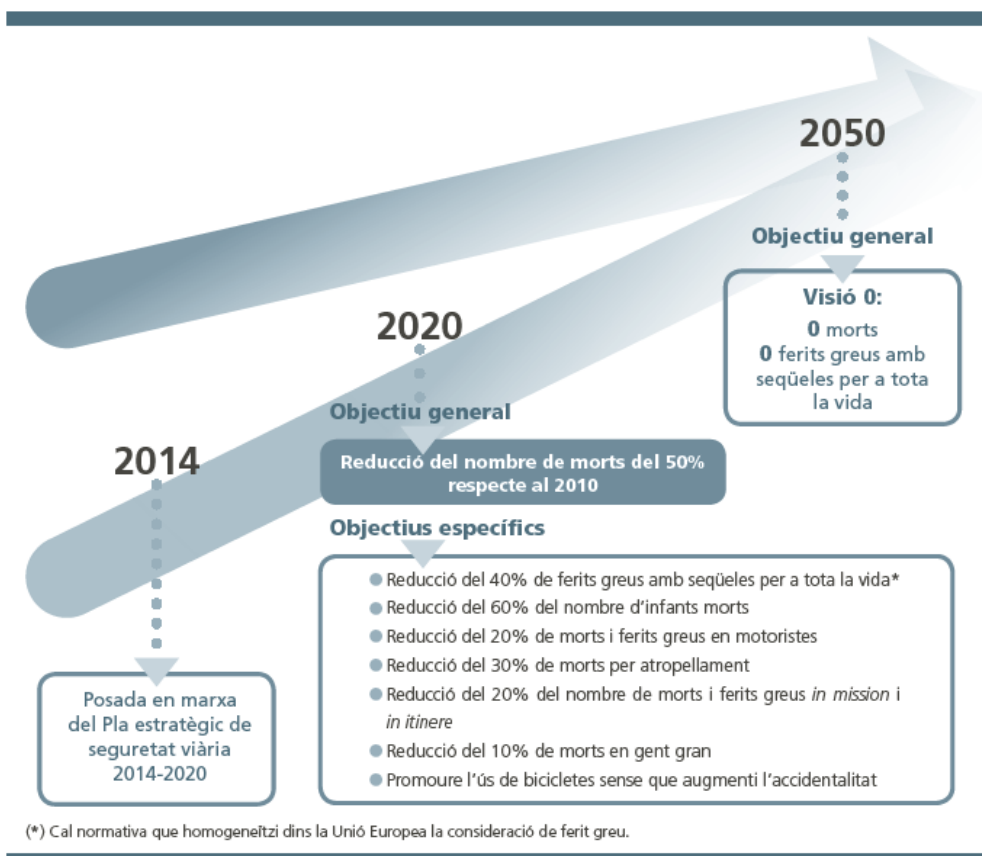 2014
Posada en marxa
del Pla estratègic de
seguretat viària
2014-2020
2020
Objectiu general
Reducció del nombre de morts del 50%
respecte al 2010
Objectius específics
Reducció del 40% de ferits greus amb seqüeles per a tota la vida*
Reducció del 60% del nombre d’infants morts
Reducció del 20% de morts i ferits greus en motoristes
Reducció del 30% de morts per atropellament
Reducció del 20% del nombre de morts i ferits greus in mission i
in itinere
Reducció del 10% de morts en gent gran
Promoure l’ús de bicicletes sense que augmenti l’accidentalitat
2050
Objectiu general
Visió 0:
0 morts
0 ferits greus amb
seqüeles per a tota
la vida
(*) Cal normativa que homogeneïtzi dins la Unió Europea la consideració de ferit greu.